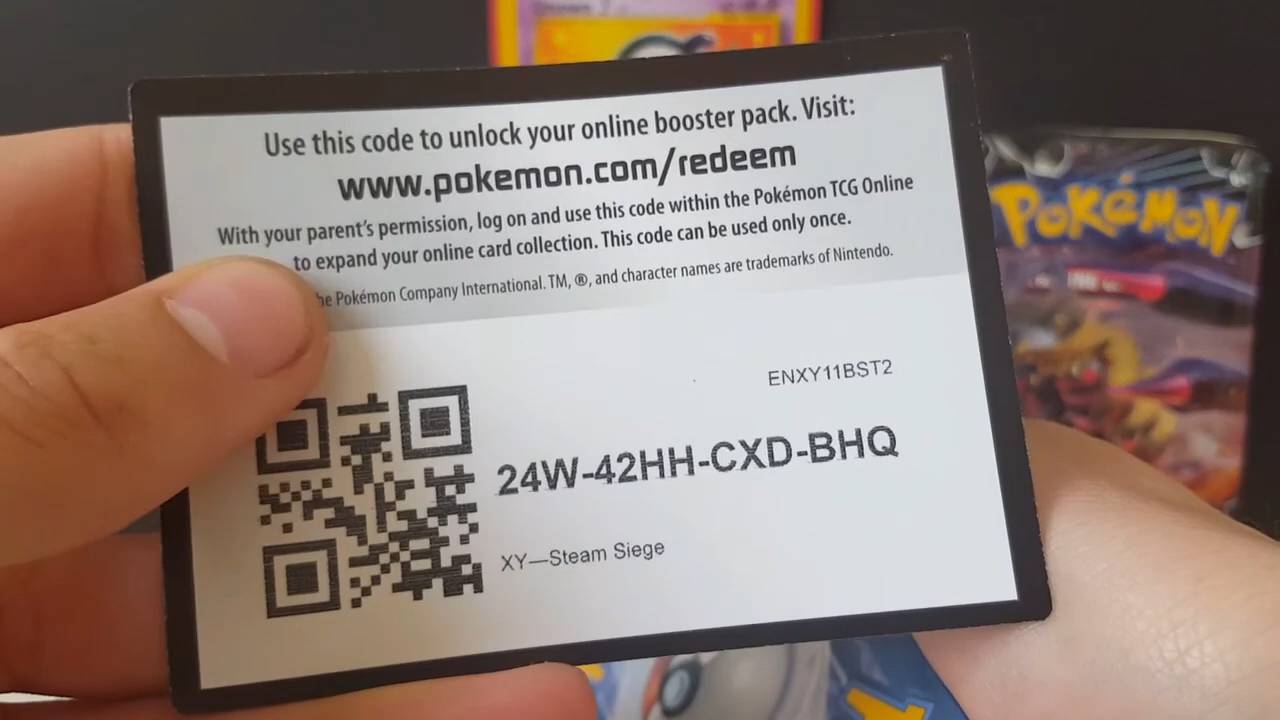 Use this code to unlock your online booster pack. Visit:
www.pokemon.com/redeem
With your parent's permission, log on and use this code within the Pokémon TCG Online
to expand your online card collection. This code can be used only once.
Pokémon Company International. TM, ®, and character names are trademarks of Nintendo.
ENXY11BST2
24W-42HH-CXD-BHQ
XY—Steam Siege
POKéMON